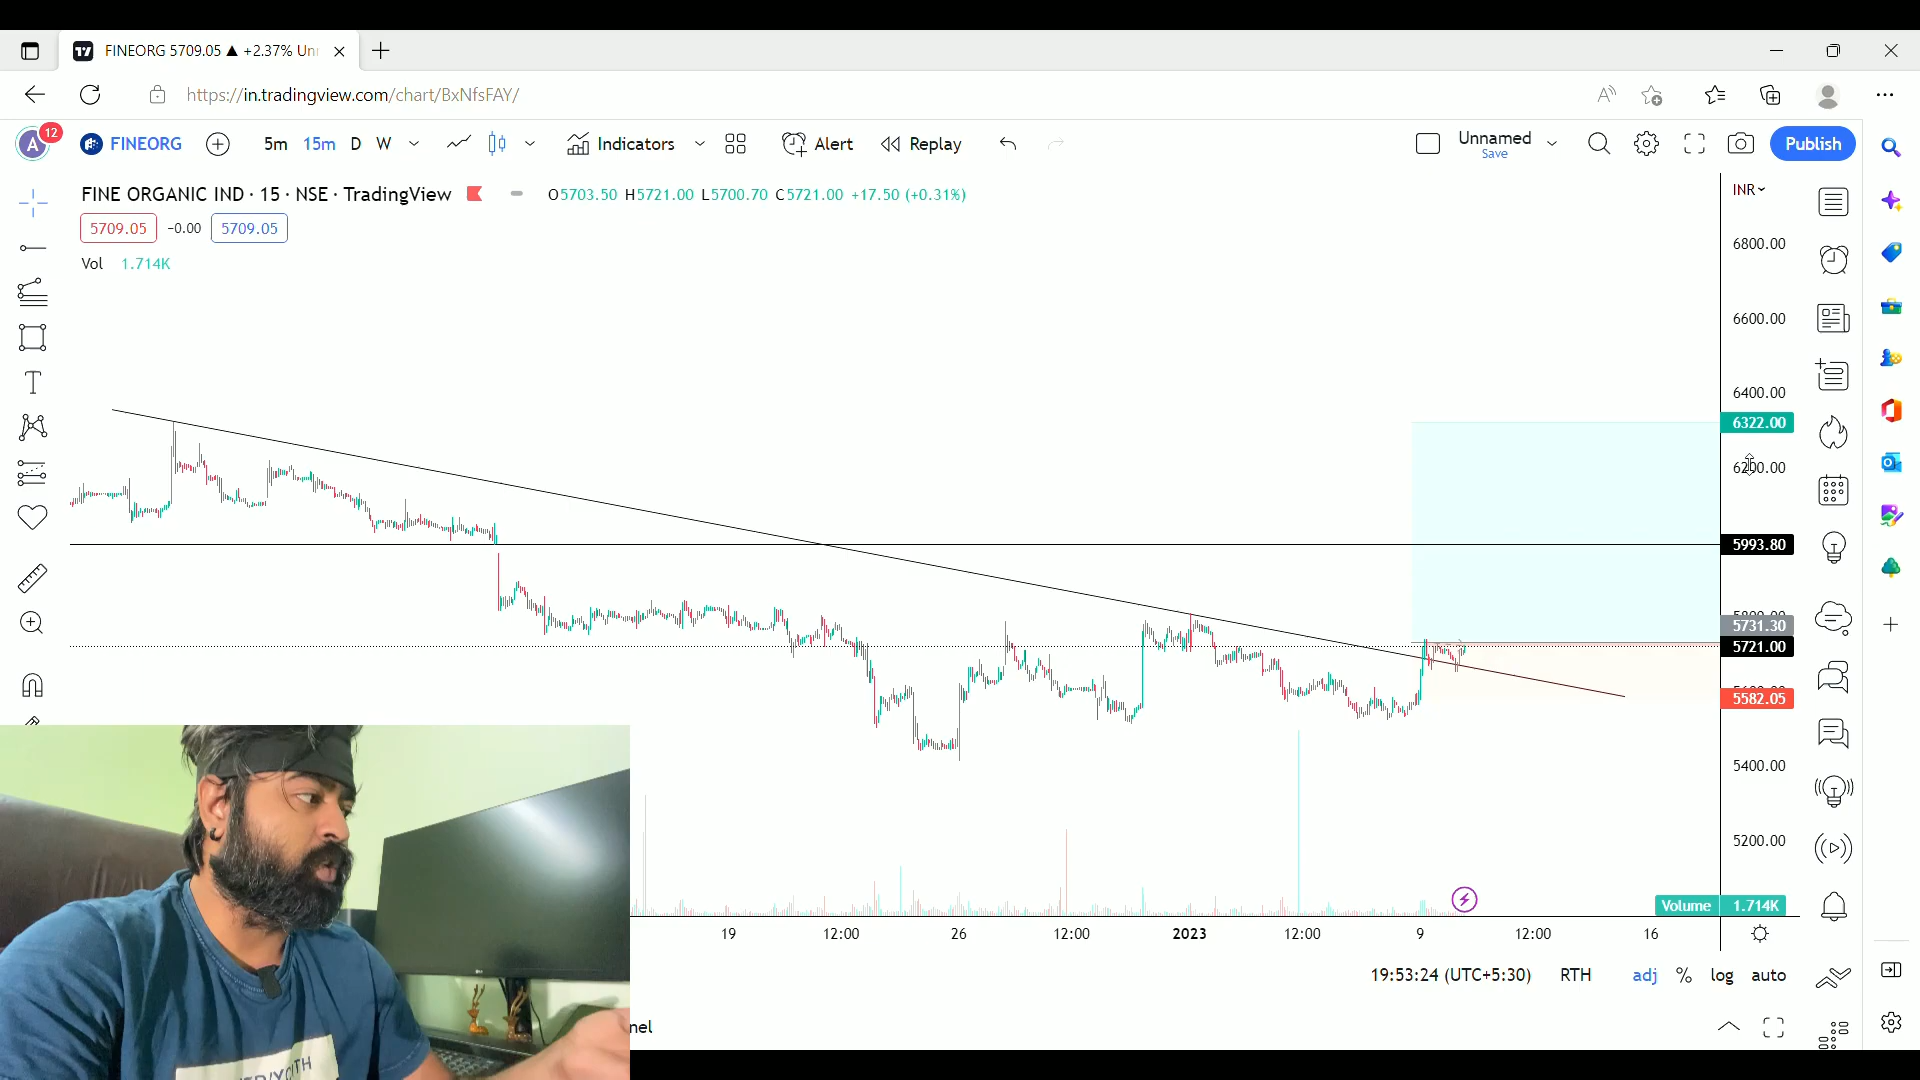 FINEORG 5709.05 ▲ +2.37% Un
https://in.tradingview.com/chart/BxNfsFAY/
A 12 FINEORG 5m 15m D W Indicators Alert Replay Unnamed Save Publish
FINE ORGANIC IND · 15 · NSE · TradingView O5703.50 H5721.00 L5700.70 C5721.00 +17.50 (+0.31%)
INR
5709.05 -0.00 5709.05
Vol 1.714K
6800.00
6600.00
6400.00
6322.00
6200.00
5993.80
5731.30
5721.00
5582.05
5400.00
5200.00
Volume 1.714K
19 12:00 26 12:00 2023 12:00 9 12:00 16
19:53:24 (UTC+5:30) RTH adj % log auto
nel